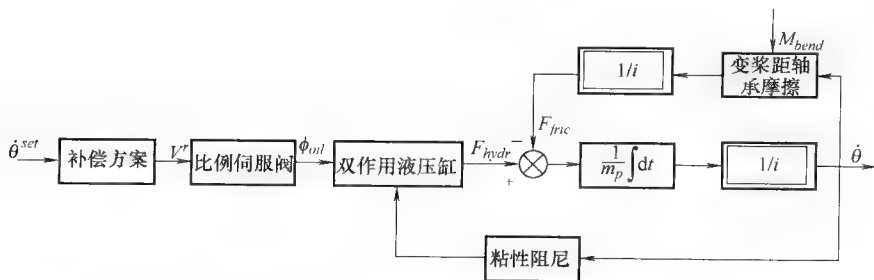 M_bend
1/i
变桨距轴
承摩擦
F_fric
θ̇^set
补偿方案
V^r
比例伺服阀
ϕ_oil
双作用液压缸
F_hydr
−
+
1/m_p ∫dt
1/i
θ̇
粘性阻尼